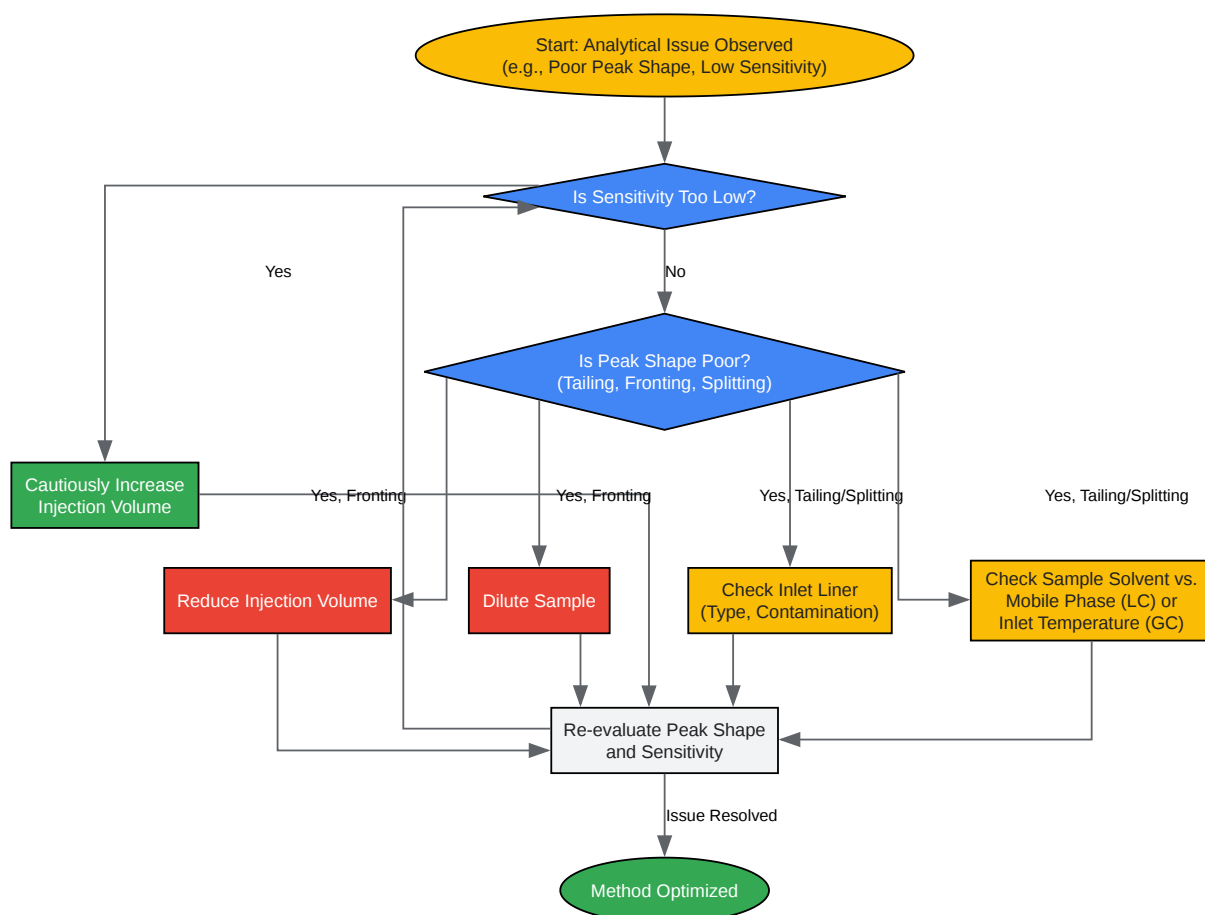 Start: Analytical Issue Observed
(e.g., Poor Peak Shape, Low Sensitivity)
Is Sensitivity Too Low?
Yes
No
Is Peak Shape Poor?
(Tailing, Fronting, Splitting)
Cautiously Increase
Injection Volume
Yes, Fronting
Yes, Fronting
Yes, Tailing/Splitting
Yes, Tailing/Splitting
Reduce Injection Volume
Dilute Sample
Check Inlet Liner
(Type, Contamination)
Check Sample Solvent vs.
Mobile Phase (LC) or
Inlet Temperature (GC)
Re-evaluate Peak Shape
and Sensitivity
Issue Resolved
Method Optimized